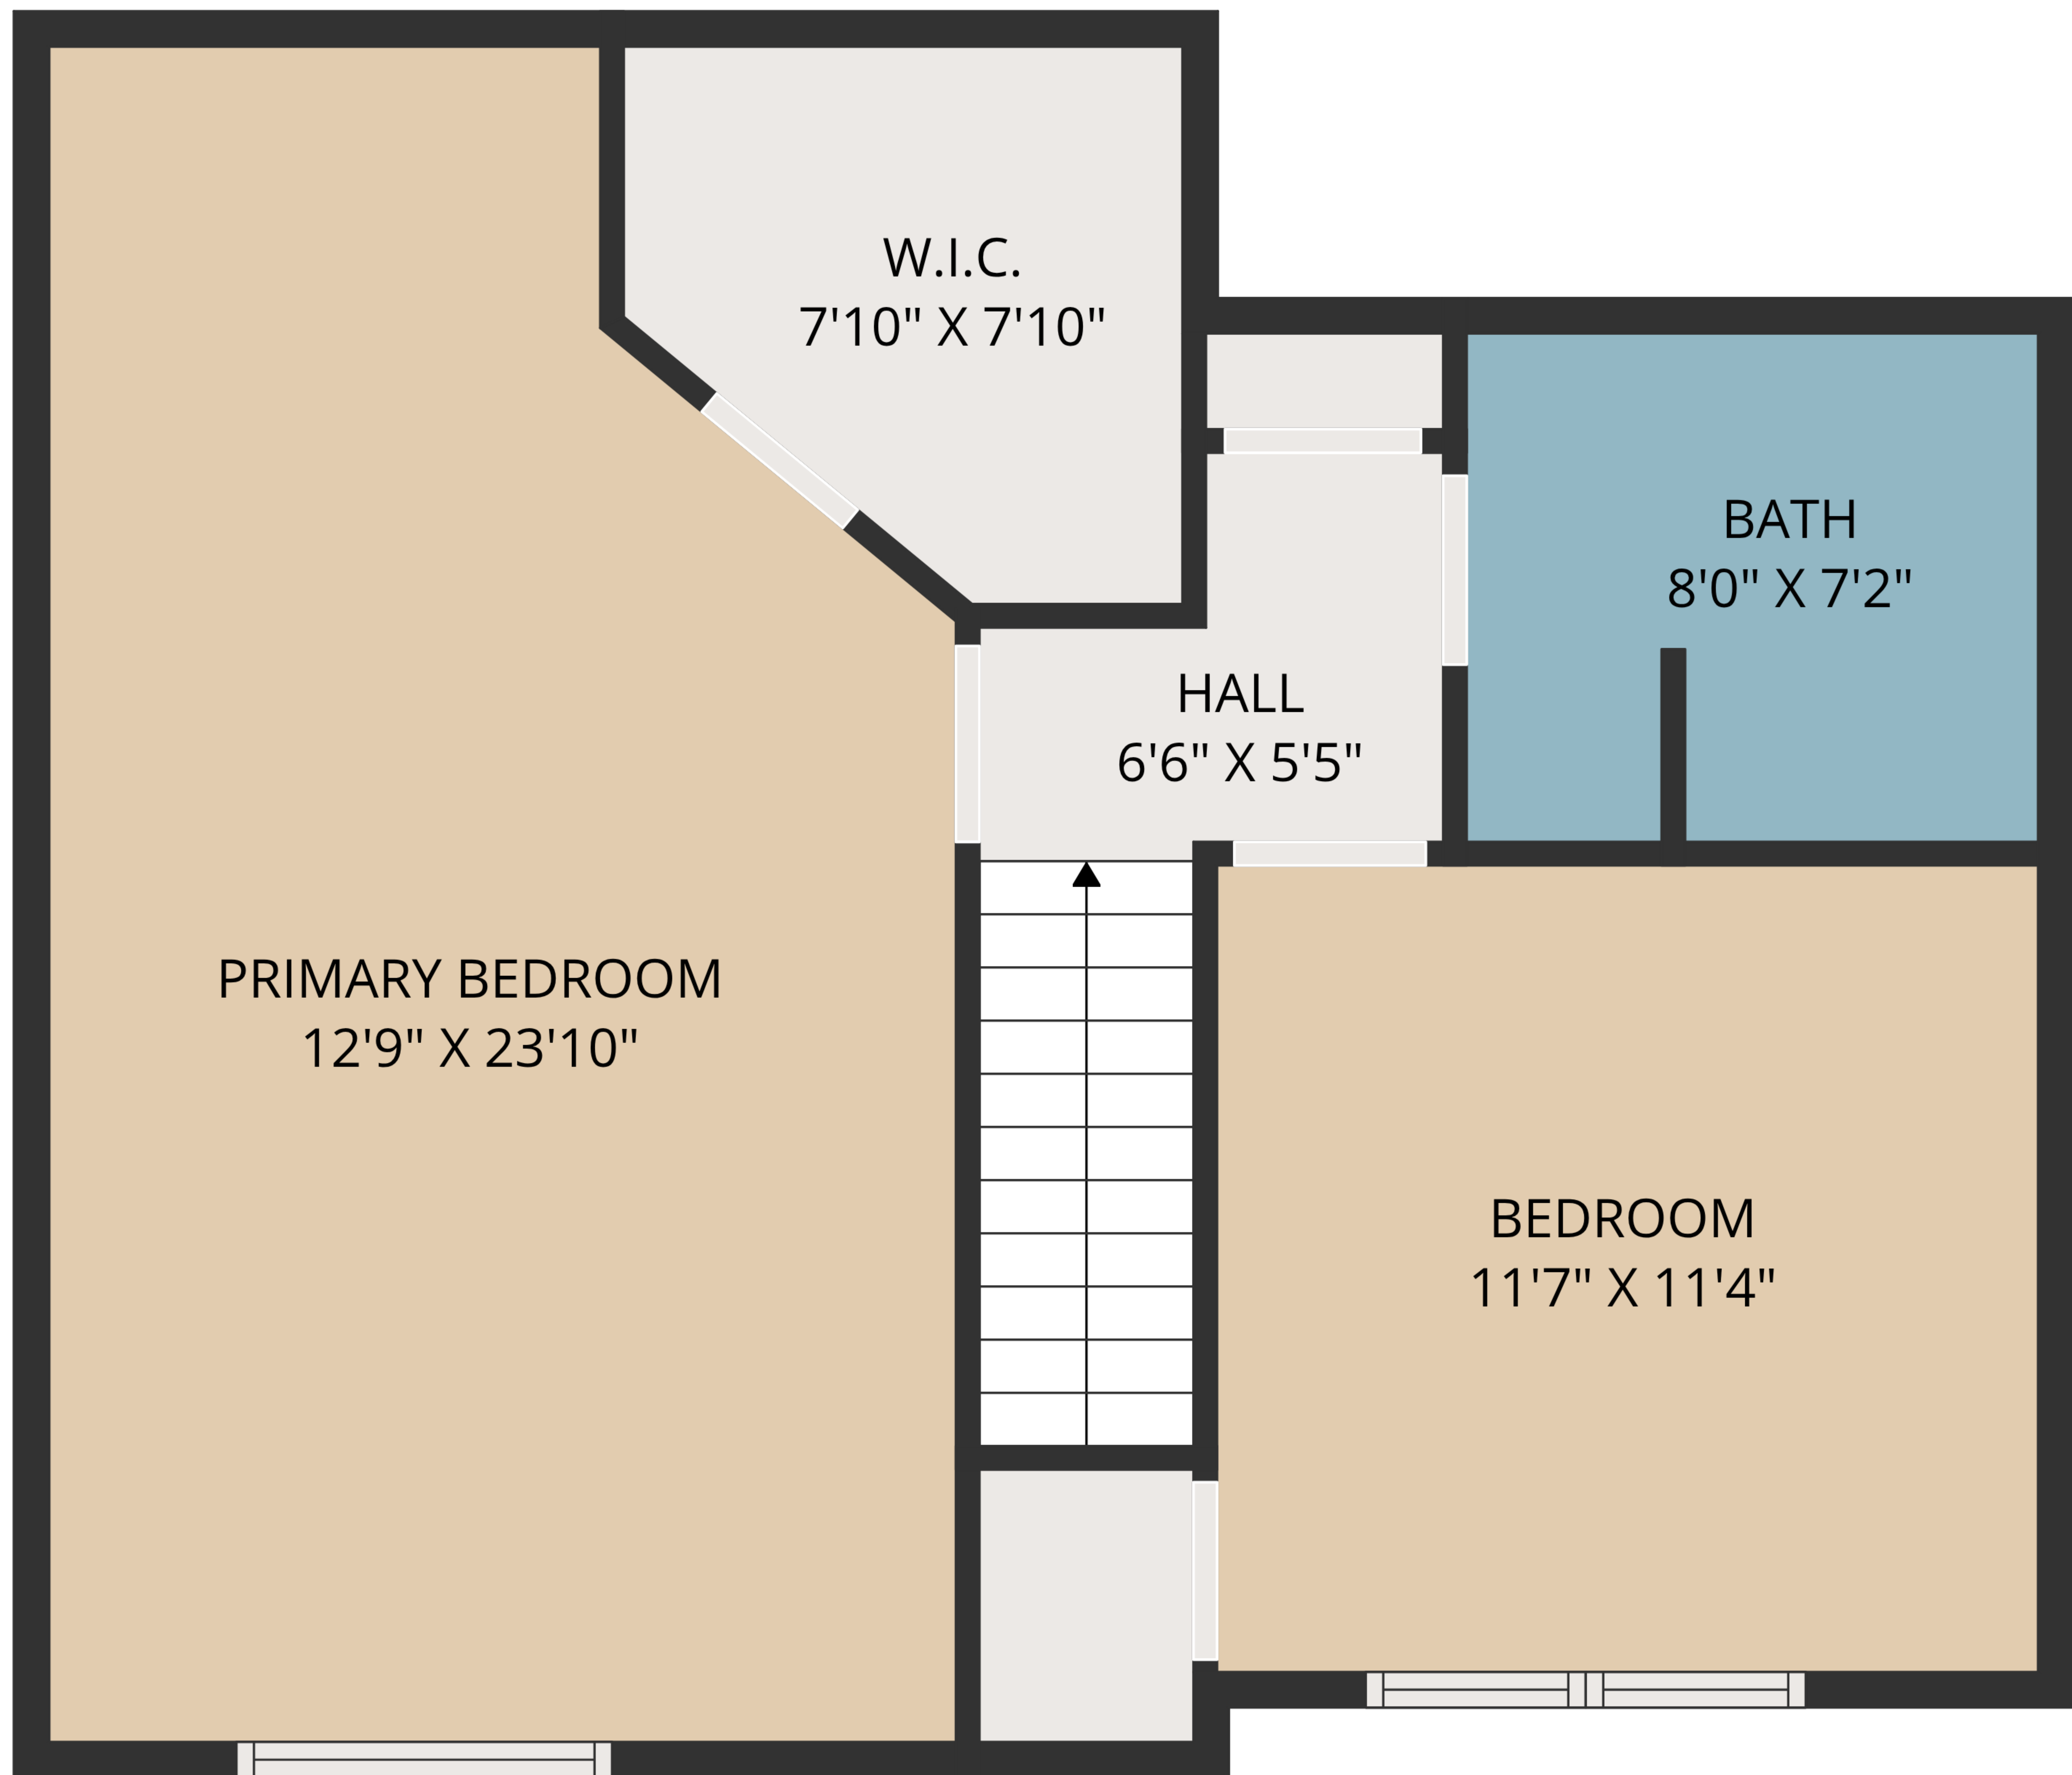 W.I.C.
7'10" X 7'10"
BATH
8'0" X 7'2"
HALL
6'6" X 5'5"
PRIMARY BEDROOM
12'9" X 23'10"
BEDROOM
11'7" X 11'4"